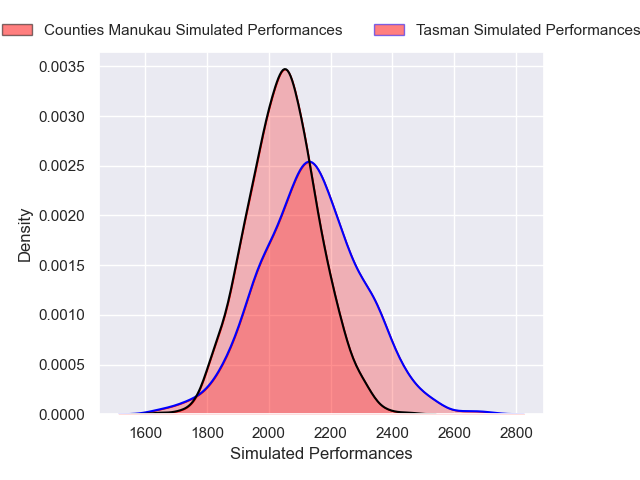 Counties Manukau Simulated Performances Tasman Simulated Performances
0.0035
0.0030
0.0025
0.0020
0.0015
0.0010
0.0005
0.0000
Density
1600 1800 2000 2200 2400 2600 2800
Simulated Performances